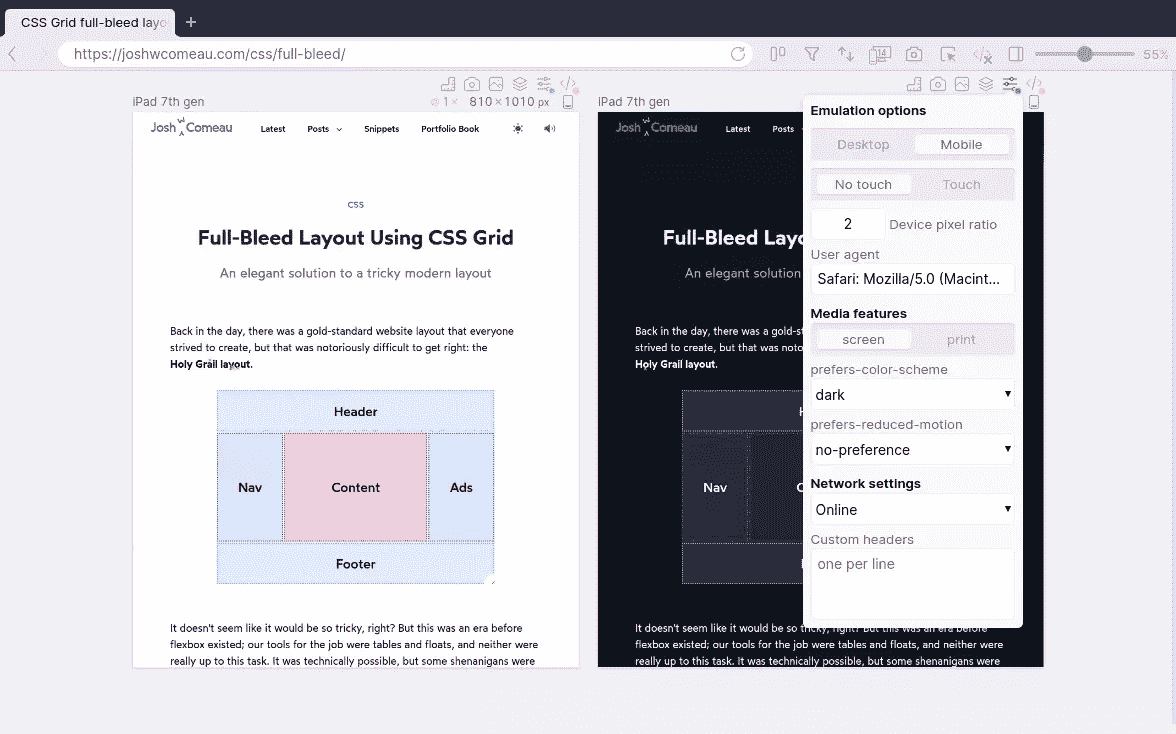 CSS Grid full-bleed layo
https://joshwcomeau.com/css/full-bleed/
14
55%
iPad 7th gen
1× 810×1010 px
Josh W Comeau
Latest Posts Snippets Portfolio Book
CSS
Full-Bleed Layout Using CSS Grid
An elegant solution to a tricky modern layout
Back in the day, there was a gold-standard website layout that everyone
strived to create, but that was notoriously difficult to get right: the
Holy Grail layout.
Header
Nav Content Ads
Footer
It doesn't seem like it would be so tricky, right? But this was an era before
flexbox existed; our tools for the job were tables and floats, and neither were
really up to this task. It was technically possible, but some shenanigans were
iPad 7th gen
Josh W Comeau
Latest Posts
Full-Bleed Layo
An elegant solution
Back in the day, there was a gold-st
strived to create, but that was noto
Holy Grail layout.
H
Nav C
It doesn't seem like it would be so tricky, right? But this was an era before
flexbox existed; our tools for the job were tables and floats, and neither were
really up to this task. It was technically possible, but some shenanigans were
Emulation options
Desktop Mobile
No touch Touch
2 Device pixel ratio
User agent
Safari: Mozilla/5.0 (Macint...
Media features
screen print
prefers-color-scheme
dark
prefers-reduced-motion
no-preference
Network settings
Online
Custom headers
one per line